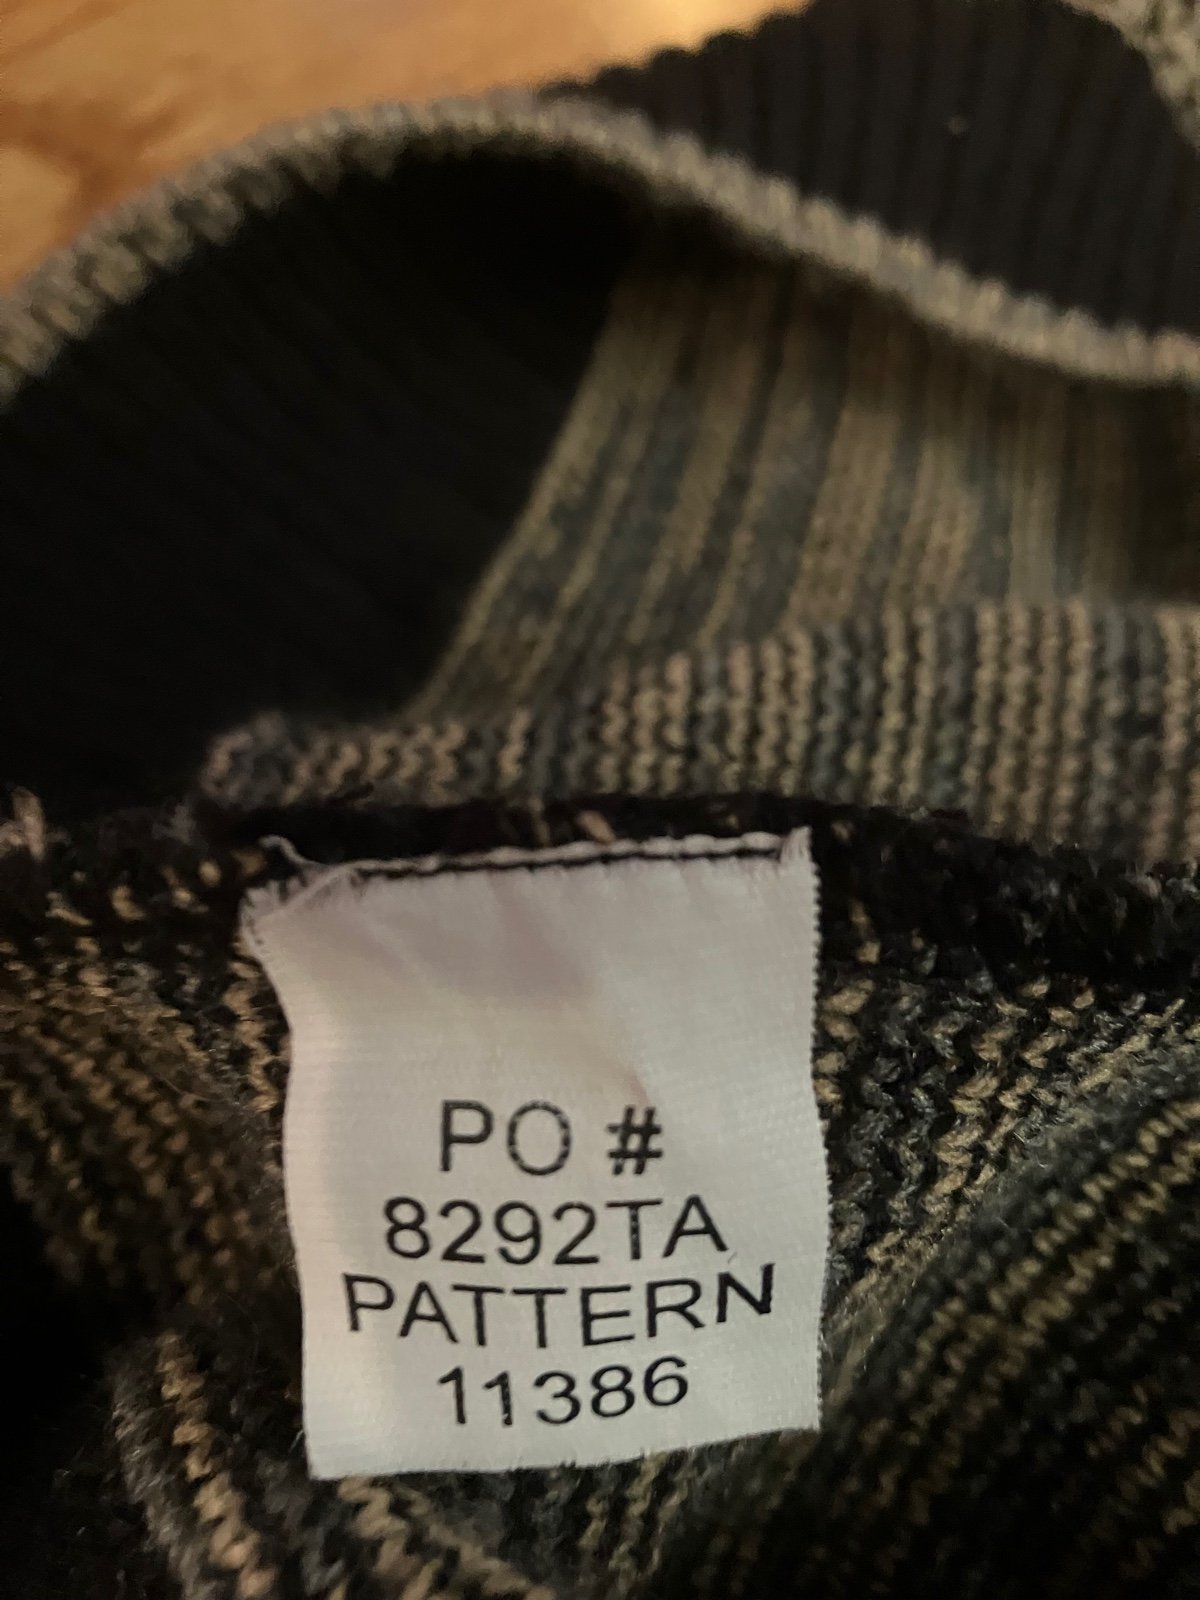 PO #
8292TA
PATTERN
11386